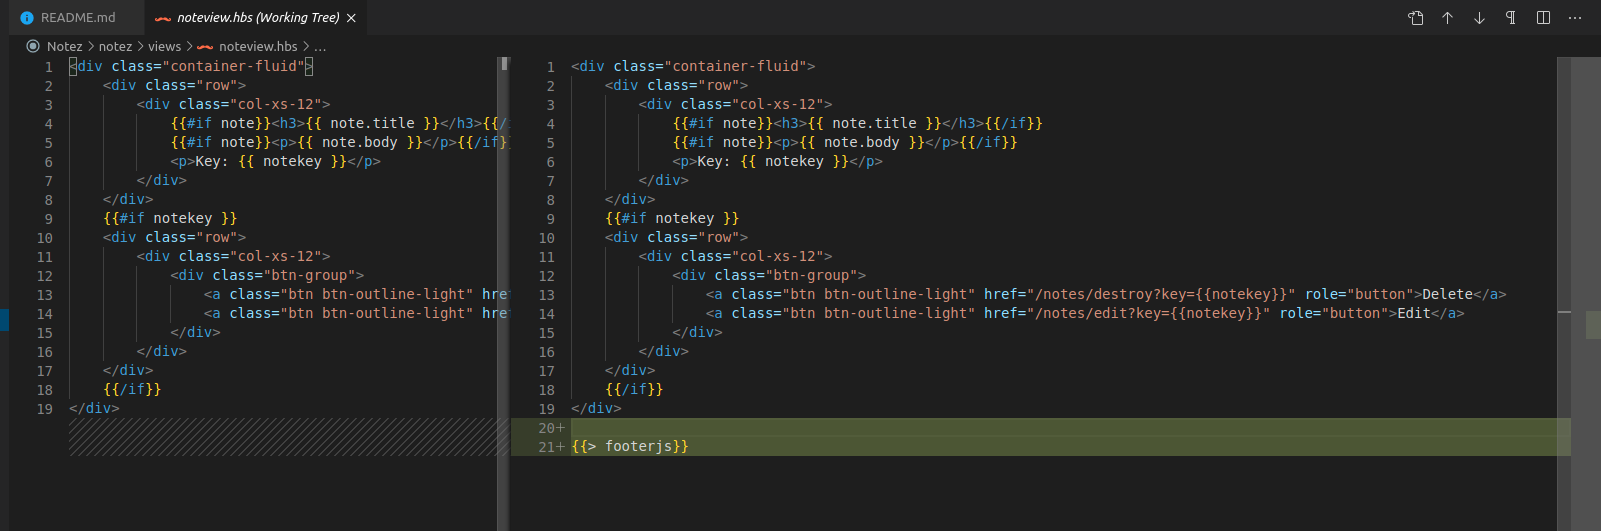 README.md
noteview.hbs (Working Tree)
Notez > notez > views > noteview.hbs > ...
1 <div class="container-fluid">
2 <div class="row">
3 <div class="col-xs-12">
4 {{#if note}}<h3>{{ note.title }}</h3>{{/
5 {{#if note}}<p>{{ note.body }}</p>{{/if}
6 <p>Key: {{ notekey }}</p>
7 </div>
8 </div>
9 {{#if notekey }}
10 <div class="row">
11 <div class="col-xs-12">
12 <div class="btn-group">
13 <a class="btn btn-outline-light" hre
14 <a class="btn btn-outline-light" hre
15 </div>
16 </div>
17 </div>
18 {{/if}}
19 </div>
1 <div class="container-fluid">
2 <div class="row">
3 <div class="col-xs-12">
4 {{#if note}}<h3>{{ note.title }}</h3>{{/if}}
5 {{#if note}}<p>{{ note.body }}</p>{{/if}}
6 <p>Key: {{ notekey }}</p>
7 </div>
8 </div>
9 {{#if notekey }}
10 <div class="row">
11 <div class="col-xs-12">
12 <div class="btn-group">
13 <a class="btn btn-outline-light" href="/notes/destroy?key={{notekey}}" role="button">Delete</a>
14 <a class="btn btn-outline-light" href="/notes/edit?key={{notekey}}" role="button">Edit</a>
15 </div>
16 </div>
17 </div>
18 {{/if}}
19 </div>
20+
21+ {{> footerjs}}